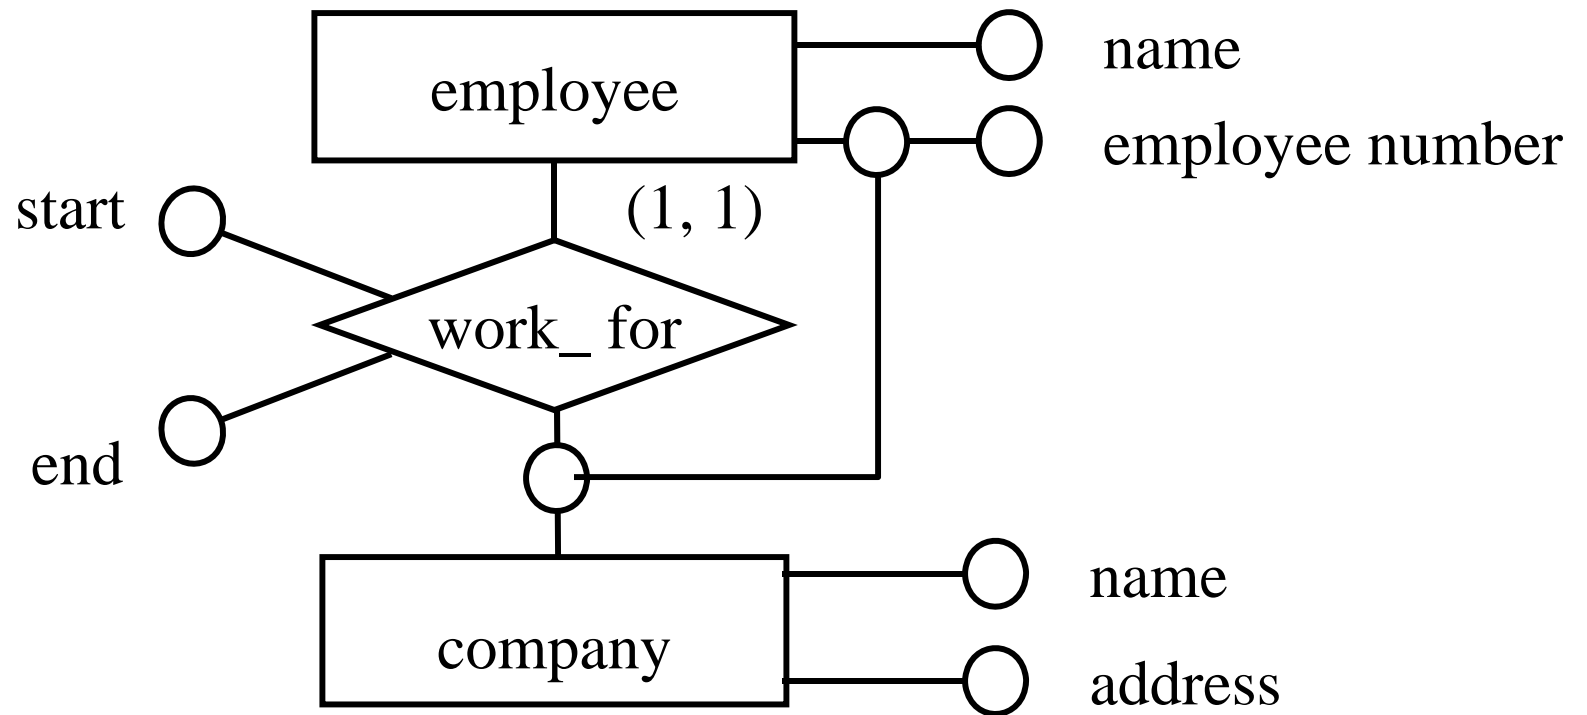 name
employee
employee number
start
(1, 1)
work_ for
end
name
company
address